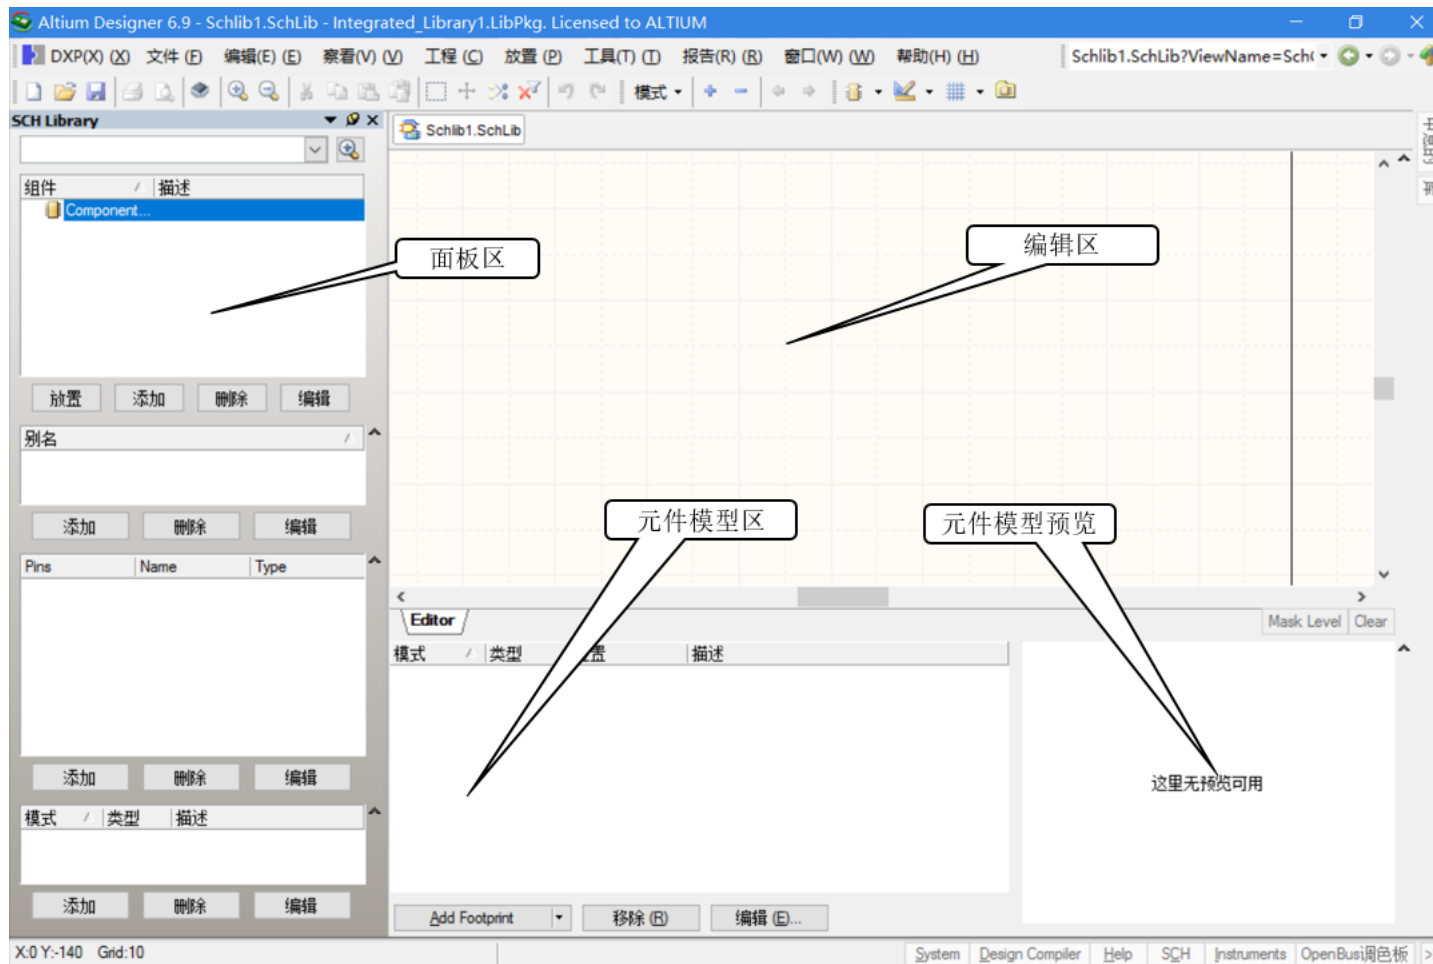 Altium Designer 6.9 - Schlib1.SchLib - Integrated_Library1.LibPkg. Licensed to ALTIUM
DXP(X) (X) 文件 (F) 编辑(E) (E) 察看(V) (V) 工程 (C) 放置 (P) 工具(T) (T) 报告(R) (R) 窗口(W) (W) 帮助(H) (H) Schlib1.SchLib?ViewName=Sch
模式
SCH Library
Schlib1.SchLib
组件 描述
Component...
面板区
编辑区
放置 添加 删除 编辑
别名
添加 删除 编辑
元件模型区
元件模型预览
Pins Name Type
Editor
Mask Level Clear
模式 类型 描述
这里无预览可用
添加 删除 编辑
模式 类型 描述
添加 删除 编辑
Add Footprint 移除 (R) 编辑 (E)...
X:0 Y:-140 Grid:10
System Design Compiler Help SCH Instruments OpenBus调色板